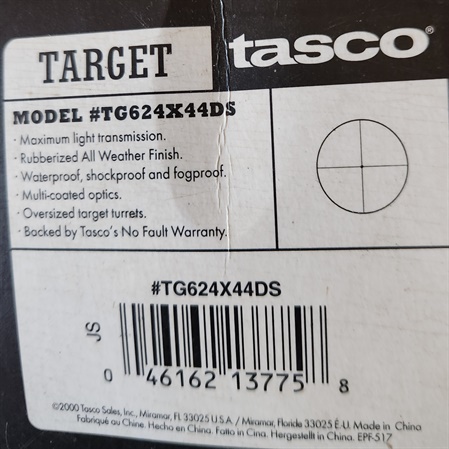 TARGET
tasco®
MODEL #TG624X44DS
· Maximum light transmission.
· Rubberized All Weather Finish.
· Waterproof, shockproof and fogproof.
· Multi-coated optics.
· Oversized target turrets.
· Backed by Tasco's No Fault Warranty.
#TG624X44DS
JS
0 46162 13775 8
©2000 Tasco Sales, Inc., Miramar, FL 33025 U.S.A. / Miramar, Floride 33025 É.U. Made in China
Fabriqué au Chine. Hecho en China. Fatto in Cina. Hergestellt in China. EPF-517